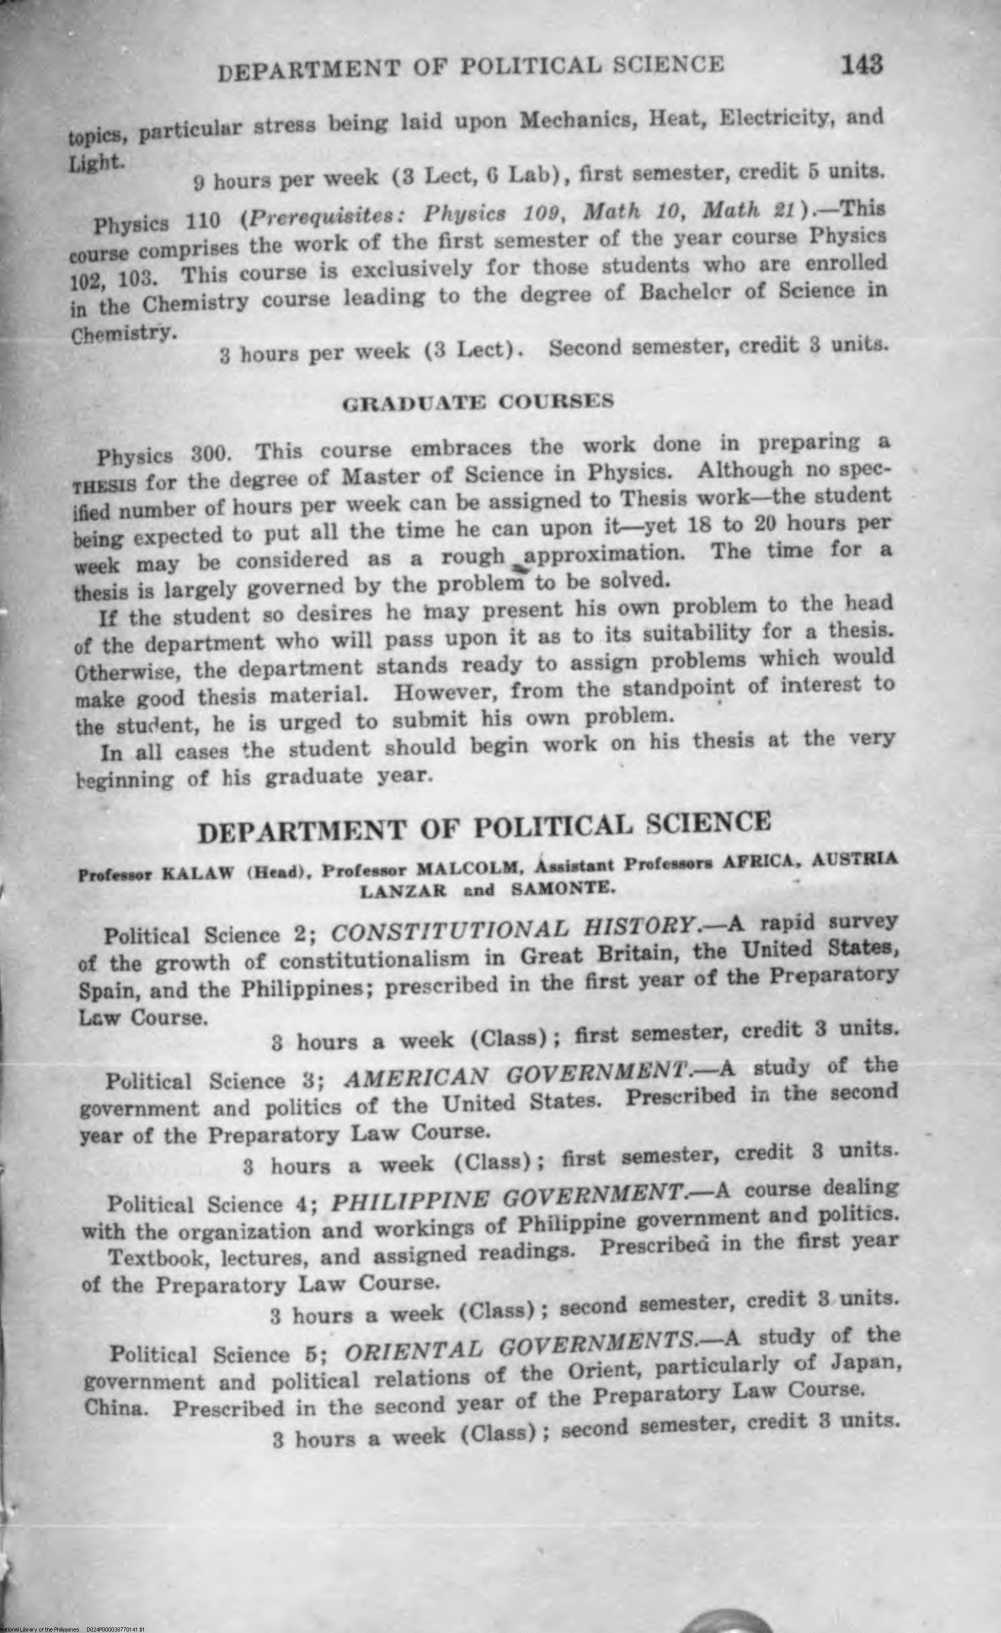 DEPARTMENT OF POLITICAL SCIENCE 143
topics, particular stress being laid upon Mechanics, Heat, Electricity, and
Light.
9 hours per week (3 Lect, 6 Lab), first semester, credit 5 units.
Physics 110 (Prerequisites: Physics 109, Math 10, Math 21).—This
course comprises the work of the first semester of the year course Physics
102, 103. This course is exclusively for those students who are enrolled
in the Chemistry course leading to the degree of Bachelor of Science in
Chemistry.
3 hours per week (3 Lect). Second semester, credit 3 units.
GRADUATE COURSES
Physics 300. This course embraces the work done in preparing a
THESIS for the degree of Master of Science in Physics. Although no spec-
ified number of hours per week can be assigned to Thesis work—the student
being expected to put all the time he can upon it—yet 18 to 20 hours per
week may be considered as a rough approximation. The time for a
thesis is largely governed by the problem to be solved.
If the student so desires he may present his own problem to the head
of the department who will pass upon it as to its suitability for a thesis.
Otherwise, the department stands ready to assign problems which would
make good thesis material. However, from the standpoint of interest to
the student, he is urged to submit his own problem.
In all cases the student should begin work on his thesis at the very
beginning of his graduate year.
DEPARTMENT OF POLITICAL SCIENCE
Professor KALAW (Head), Professor MALCOLM, Assistant Professors AFRICA, AUSTRIA
LANZAR and SAMONTE.
Political Science 2; CONSTITUTIONAL HISTORY.—A rapid survey
of the growth of constitutionalism in Great Britain, the United States,
Spain, and the Philippines; prescribed in the first year of the Preparatory
Law Course.
3 hours a week (Class); first semester, credit 3 units.
Political Science 3; AMERICAN GOVERNMENT.—A study of the
government and politics of the United States. Prescribed in the second
year of the Preparatory Law Course.
3 hours a week (Class); first semester, credit 3 units.
Political Science 4; PHILIPPINE GOVERNMENT.—A course dealing
with the organization and workings of Philippine government and politics.
Textbook, lectures, and assigned readings. Prescribed in the first year
of the Preparatory Law Course.
3 hours a week (Class); second semester, credit 3 units.
Political Science 5; ORIENTAL GOVERNMENTS.—A study of the
government and political relations of the Orient, particularly of Japan,
China. Prescribed in the second year of the Preparatory Law Course.
3 hours a week (Class); second semester, credit 3 units.
Library of the Philippines